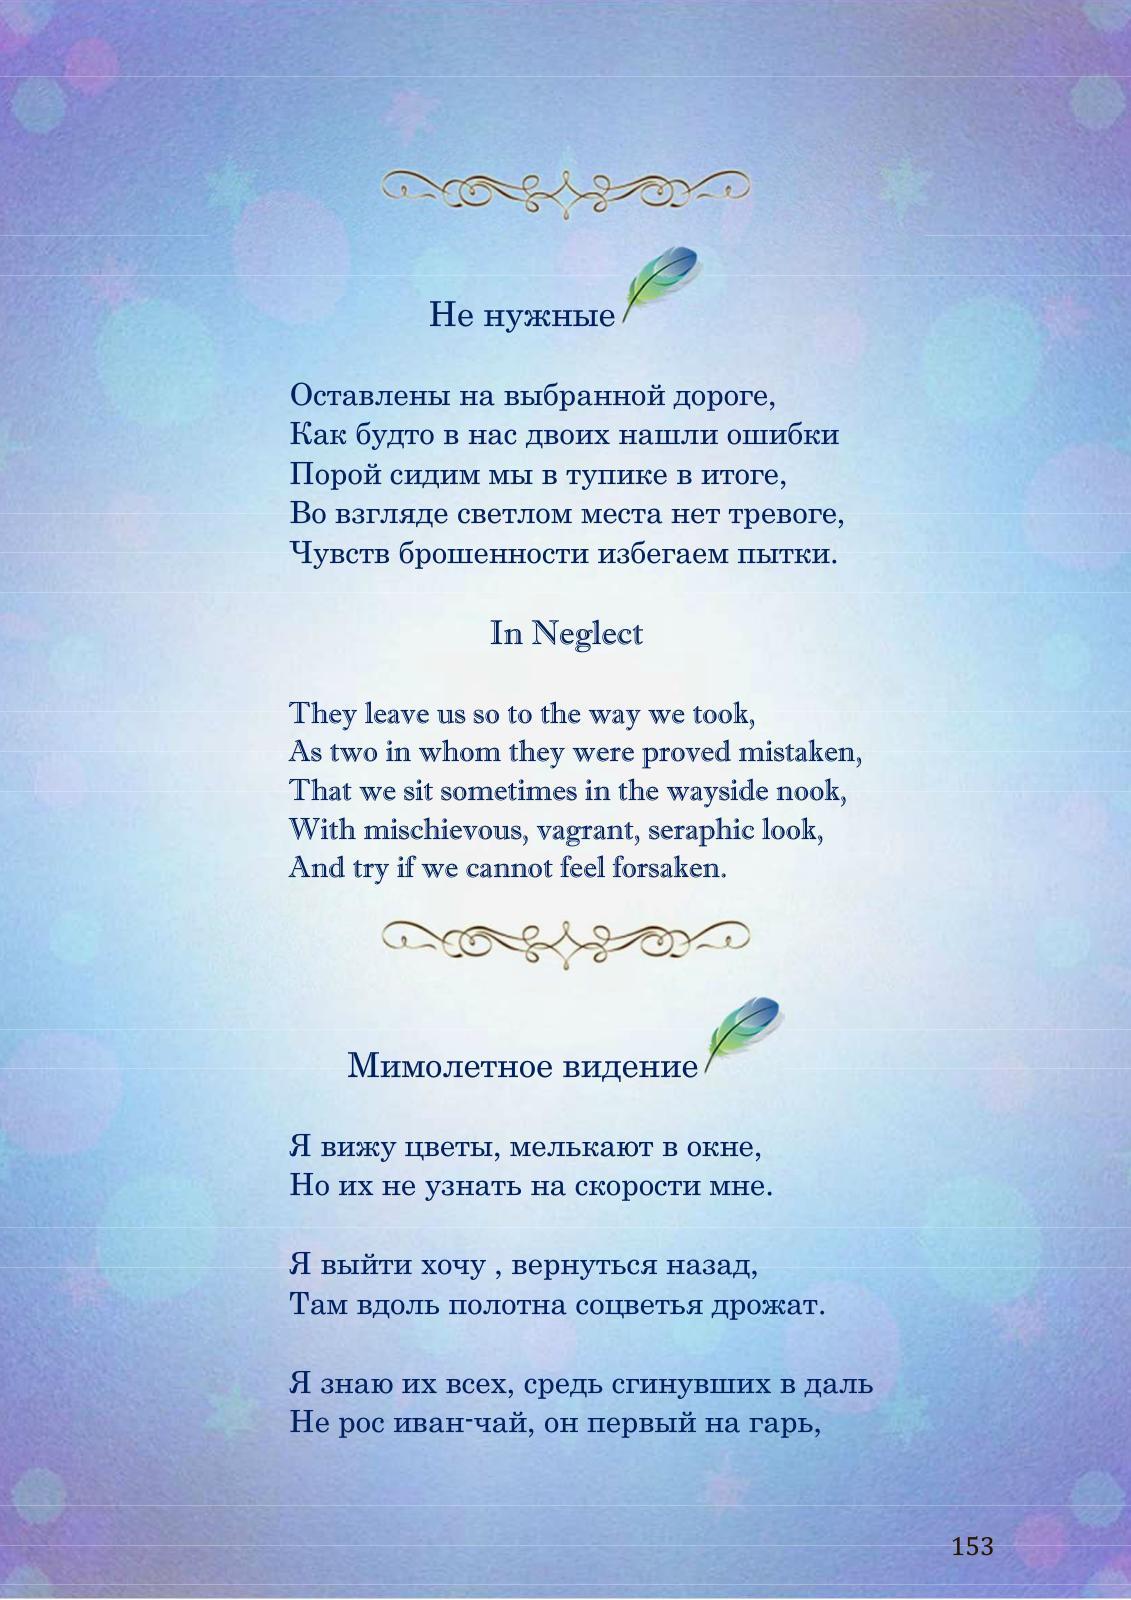 Не нужные
Оставлены на выбранной дороге,
Как будто в нас двоих нашли ошибки
Порой сидим мы в тупике в итоге,
Во взгляде светлом места нет тревоге,
Чувств брошенности избегаем пытки.
In Neglect
They leave us so to the way we took,
As two in whom they were proved mistaken,
That we sit sometimes in the wayside nook,
With mischievous, vagrant, seraphic look,
And try if we cannot feel forsaken.
Мимолетное видение
Я вижу цветы, мелькают в окне,
Но их не узнать на скорости мне.
Я выйти хочу , вернуться назад,
Там вдоль полотна соцветья дрожат.
Я знаю их всех, средь сгинувших в даль
Не рос иван-чай, он первый на гарь,
153